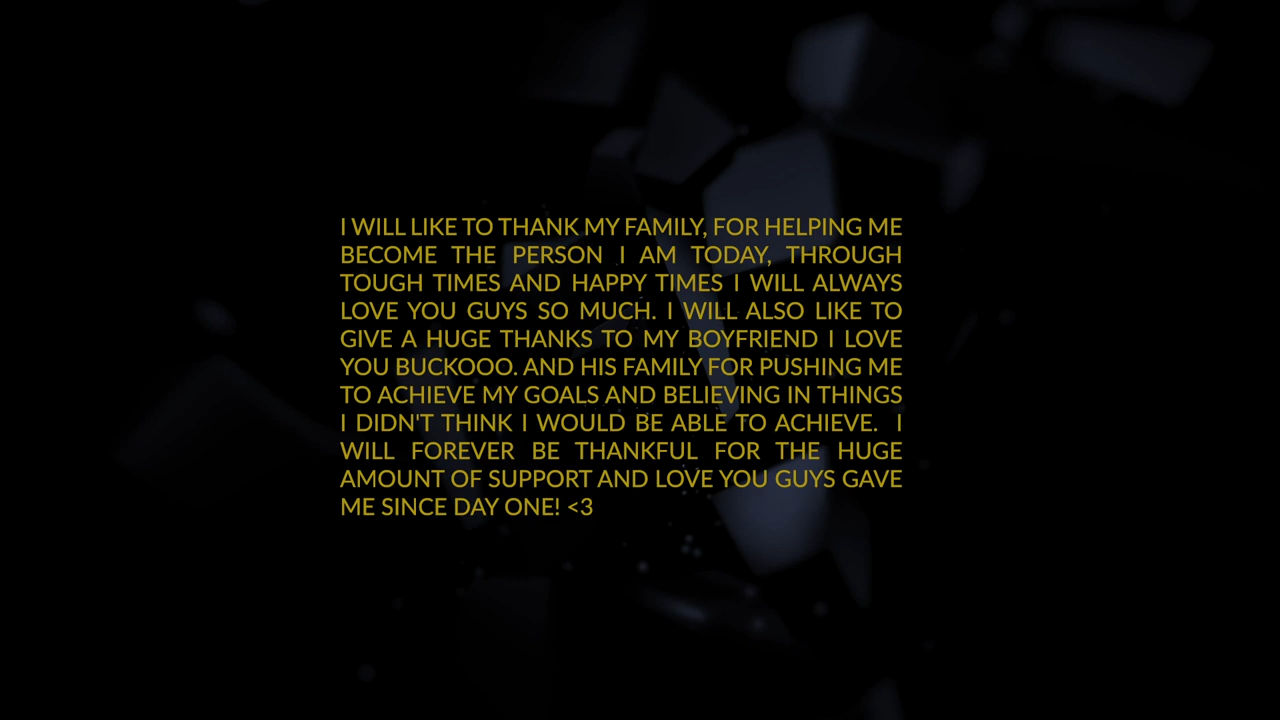 I WILL LIKE TO THANK MY FAMILY, FOR HELPING ME
BECOME THE PERSON I AM TODAY, THROUGH
TOUGH TIMES AND HAPPY TIMES I WILL ALWAYS
LOVE YOU GUYS SO MUCH. I WILL ALSO LIKE TO
GIVE A HUGE THANKS TO MY BOYFRIEND I LOVE
YOU BUCKOOO. AND HIS FAMILY FOR PUSHING ME
TO ACHIEVE MY GOALS AND BELIEVING IN THINGS
I DIDN'T THINK I WOULD BE ABLE TO ACHIEVE.  I
WILL FOREVER BE THANKFUL FOR THE HUGE
AMOUNT OF SUPPORT AND LOVE YOU GUYS GAVE
ME SINCE DAY ONE! <3